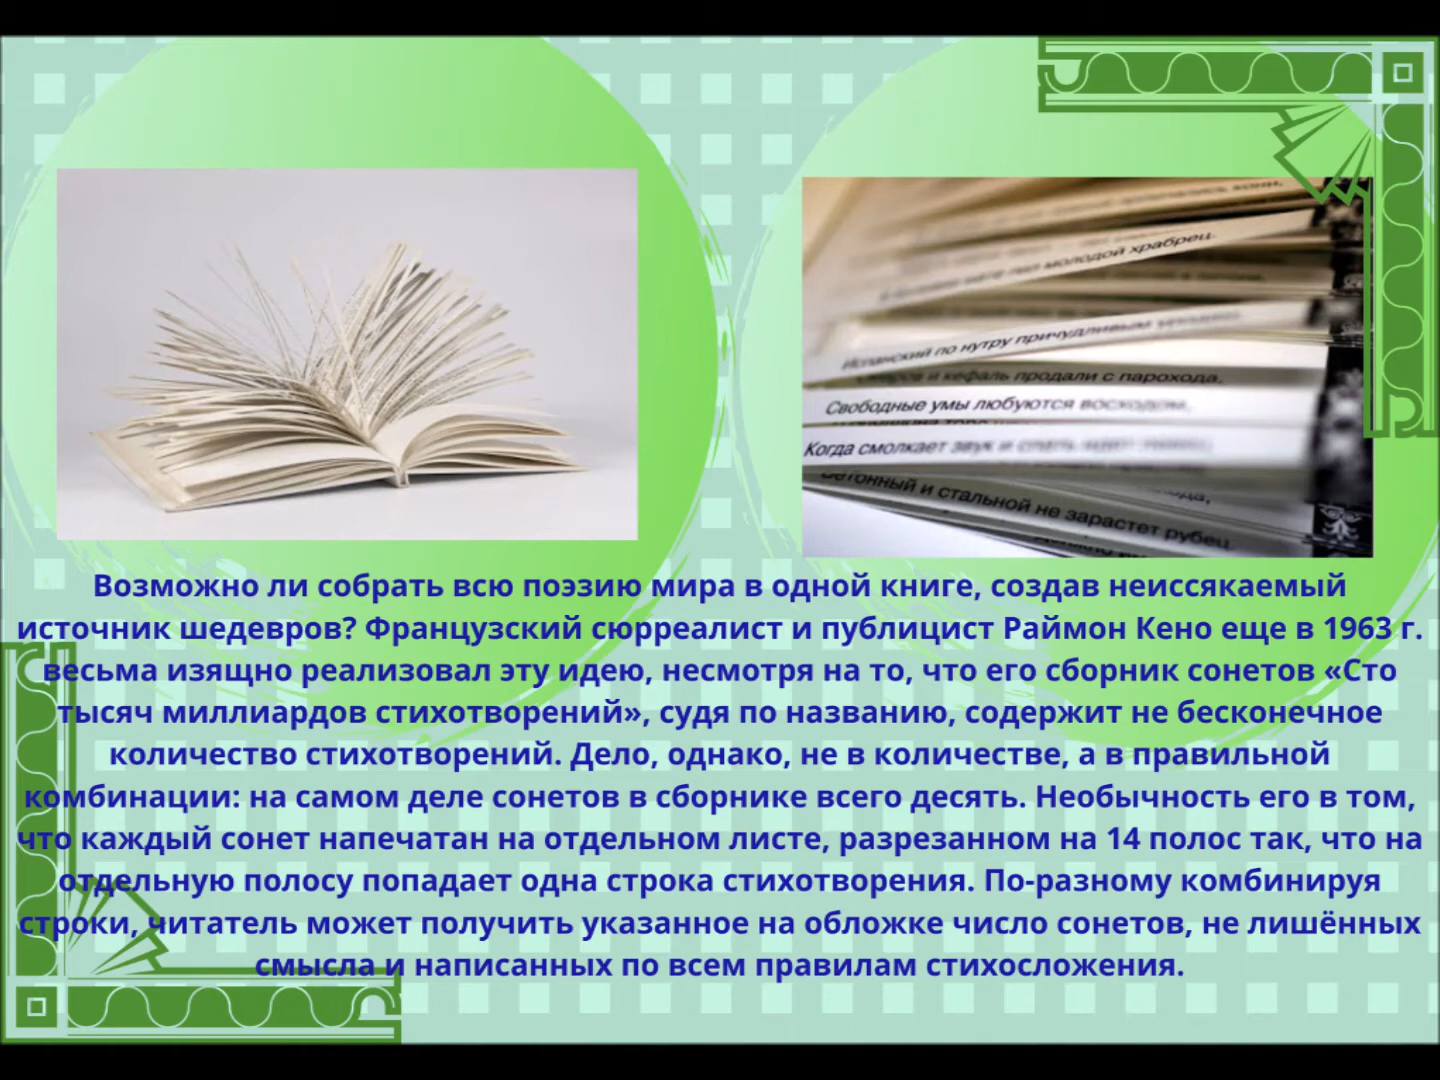 молодой храбрец.
Испанский по нутру причудливым
и кефаль продали с парохода,
Свободные умы любуются восходом,
Когда смолкает звук и спать
Бетонный и стальной не зарастет рубец.
Возможно ли собрать всю поэзию мира в одной книге, создав неиссякаемый
источник шедевров? Французский сюрреалист и публицист Раймон Кено еще в 1963 г.
весьма изящно реализовал эту идею, несмотря на то, что его сборник сонетов «Сто
тысяч миллиардов стихотворений», судя по названию, содержит не бесконечное
количество стихотворений. Дело, однако, не в количестве, а в правильной
комбинации: на самом деле сонетов в сборнике всего десять. Необычность его в том,
что каждый сонет напечатан на отдельном листе, разрезанном на 14 полос так, что на
отдельную полосу попадает одна строка стихотворения. По-разному комбинируя
строки, читатель может получить указанное на обложке число сонетов, не лишённых
смысла и написанных по всем правилам стихосложения.